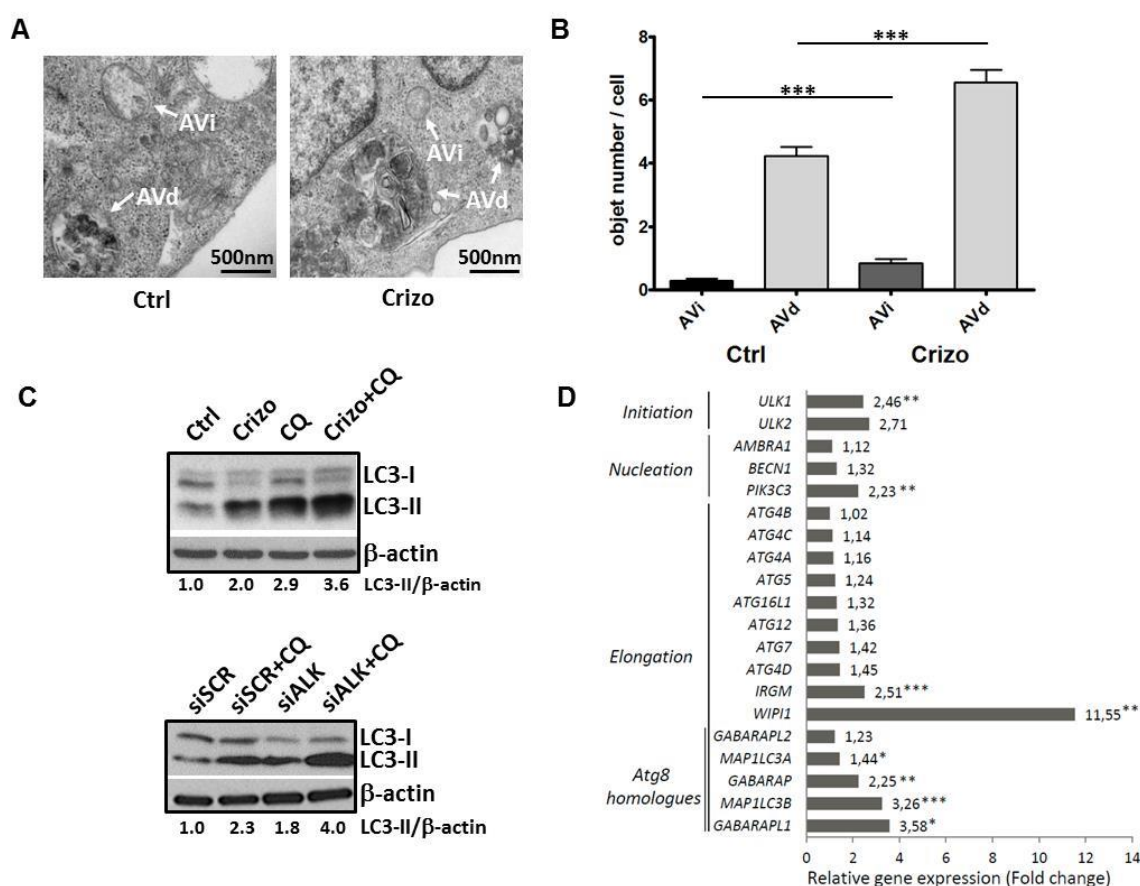 A
AVi
AVd
500nm
Ctrl
AVi
AVd
500nm
Crizo
B
***
***
objet number / cell
0
2
4
6
8
AVi
AVd
AVi
AVd
Ctrl
Crizo
C
Ctrl
Crizo
CQ
Crizo+CQ
LC3-I
LC3-II
β-actin
1.0 2.0 2.9 3.6 LC3-II/β-actin
siSCR
siSCR+CQ
siALK
siALK+CQ
LC3-I
LC3-II
β-actin
1.0 2.3 1.8 4.0 LC3-II/β-actin
D
Initiation
ULK1 2,46**
ULK2 2,71
Nucleation
AMBRA1 1,12
BECN1 1,32
PIK3C3 2,23**
Elongation
ATG4B 1,02
ATG4C 1,14
ATG4A 1,16
ATG5 1,24
ATG16L1 1,32
ATG12 1,36
ATG7 1,42
ATG4D 1,45
IRGM 2,51***
WIPI1 11,55**
Atg8
homologues
GABARAPL2 1,23
MAP1LC3A 1,44*
GABARAP 2,25**
MAP1LC3B 3,26***
GABARAPL1 3,58*
0 2 4 6 8 10 12 14
Relative gene expression (Fold change)